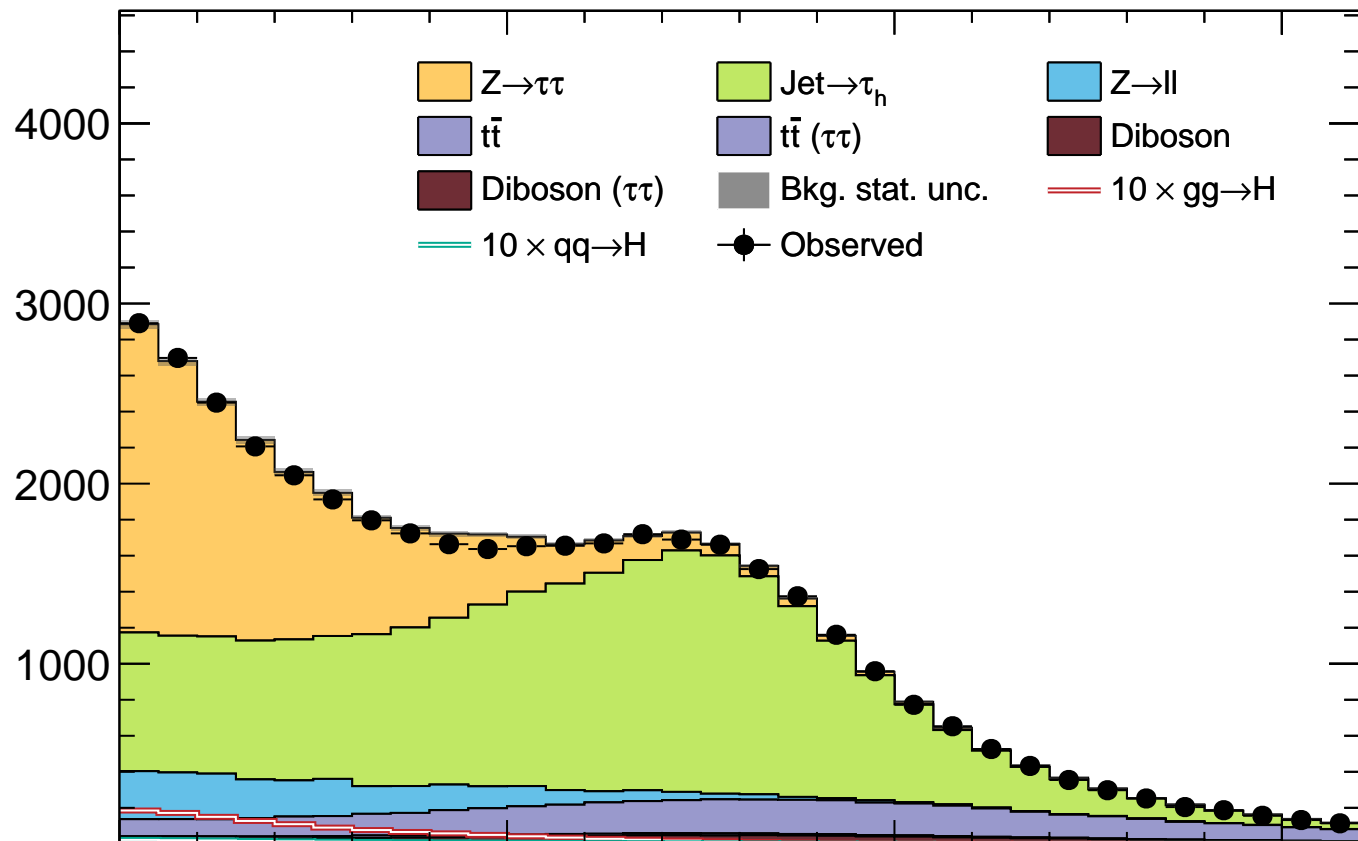 Z→ττ Jet→τh Z→ll
tt̄ tt̄ (ττ) Diboson
Diboson (ττ) Bkg. stat. unc. 10 × gg→H
10 × qq→H Observed
4000
3000
2000
1000